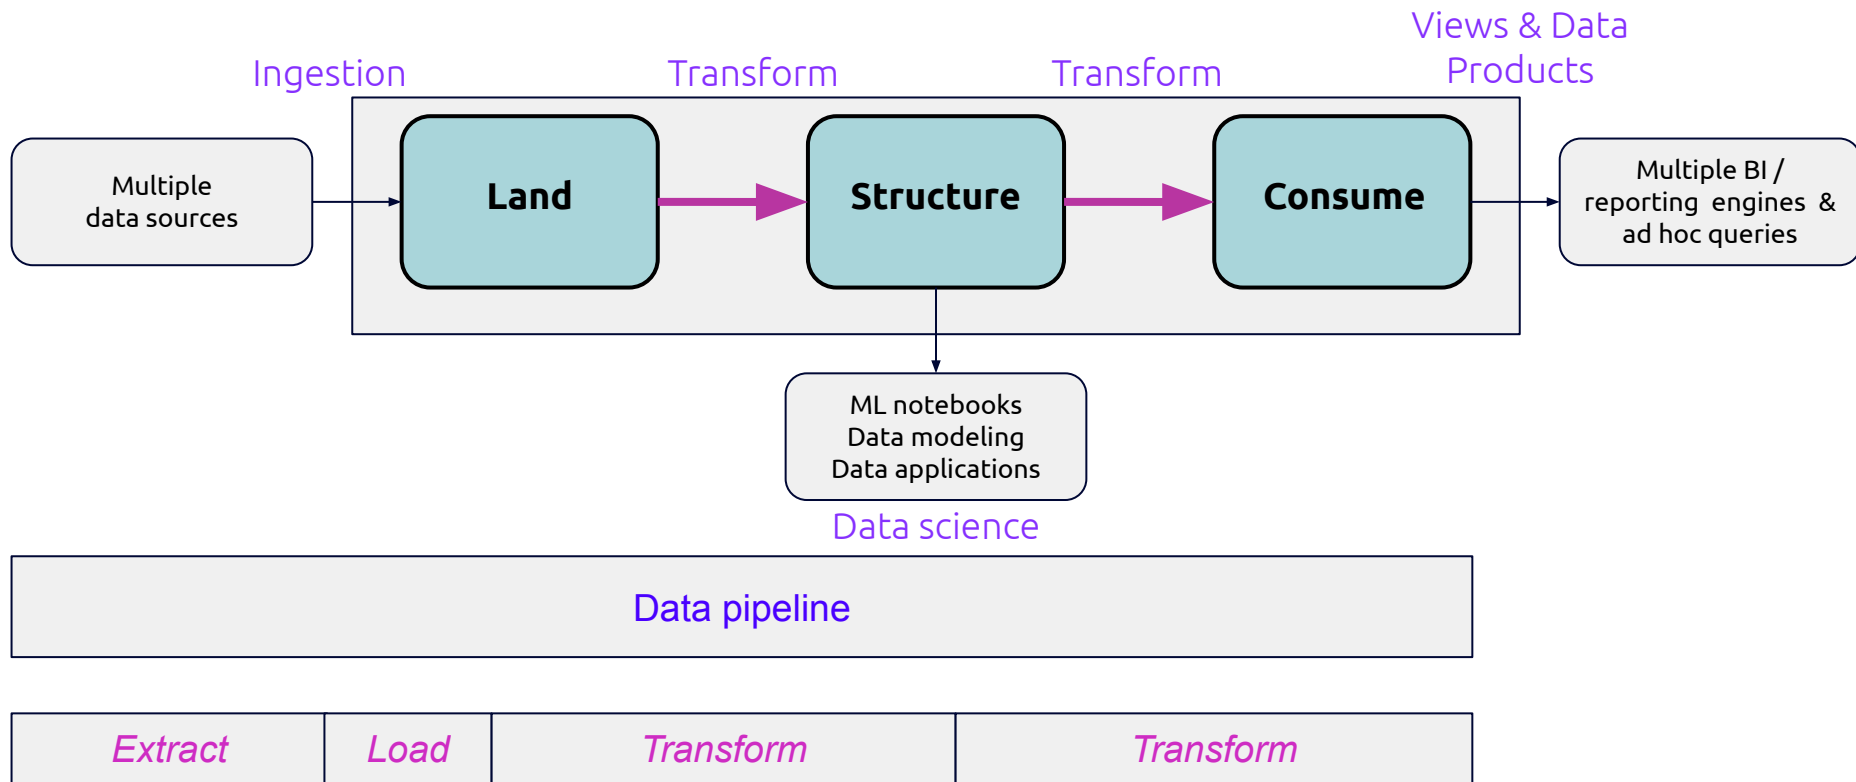 Views & Data
Products
Ingestion
Transform
Transform
Multiple
data sources
Land
Structure
Consume
Multiple BI /
reporting engines &
ad hoc queries
ML notebooks
Data modeling
Data applications
Data science
Data pipeline
Extract
Load
Transform
Transform